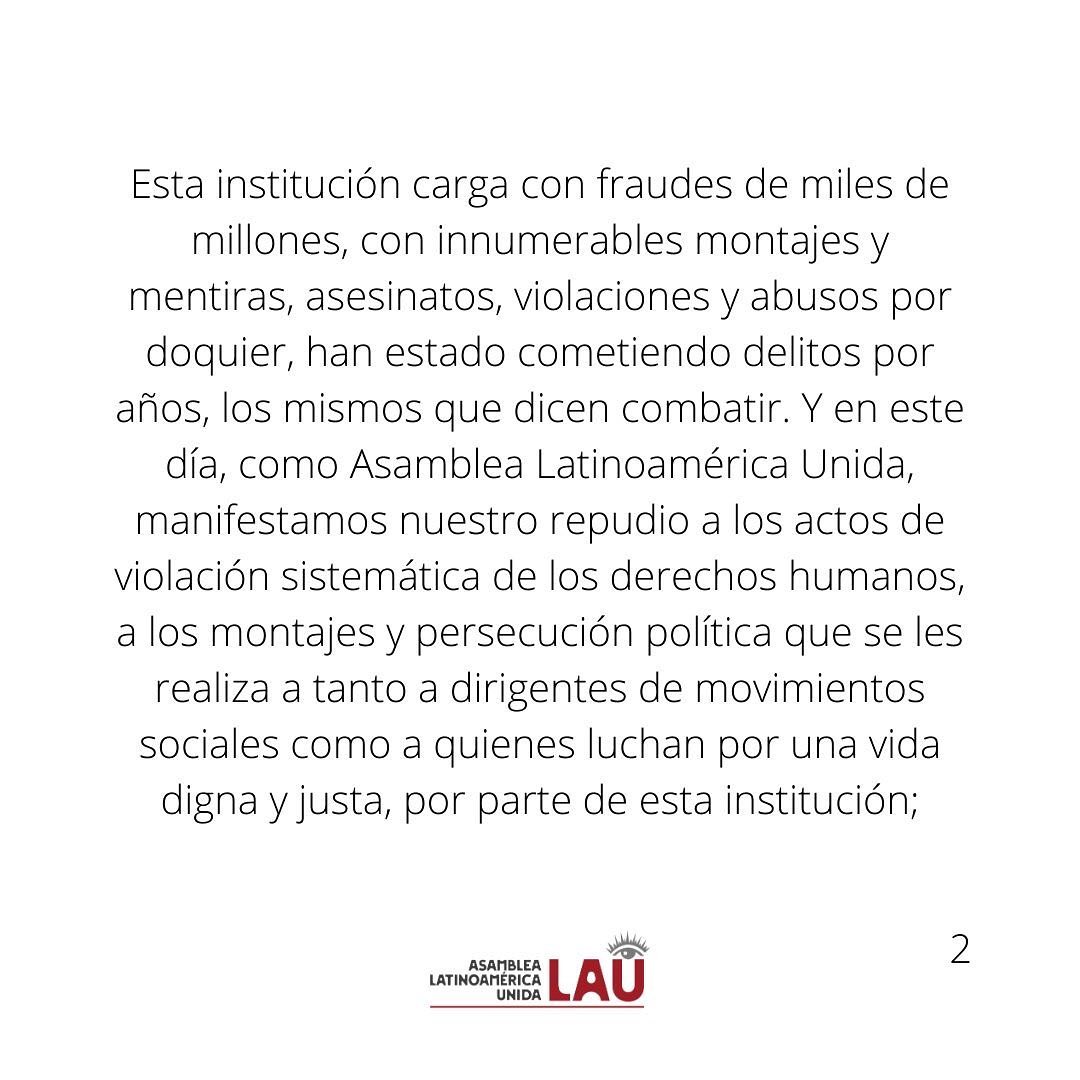 Esta institución carga con fraudes de miles de
millones, con innumerables montajes y
mentiras, asesinatos, violaciones y abusos por
doquier, han estado cometiendo delitos por
años, los mismos que dicen combatir. Y en este
día, como Asamblea Latinoamérica Unida,
manifestamos nuestro repudio a los actos de
violación sistemática de los derechos humanos,
a los montajes y persecución política que se les
realiza a tanto a dirigentes de movimientos
sociales como a quienes luchan por una vida
digna y justa, por parte de esta institución;
ASAMBLEA
LATINOAMÉRICA
UNIDA
LAU
2